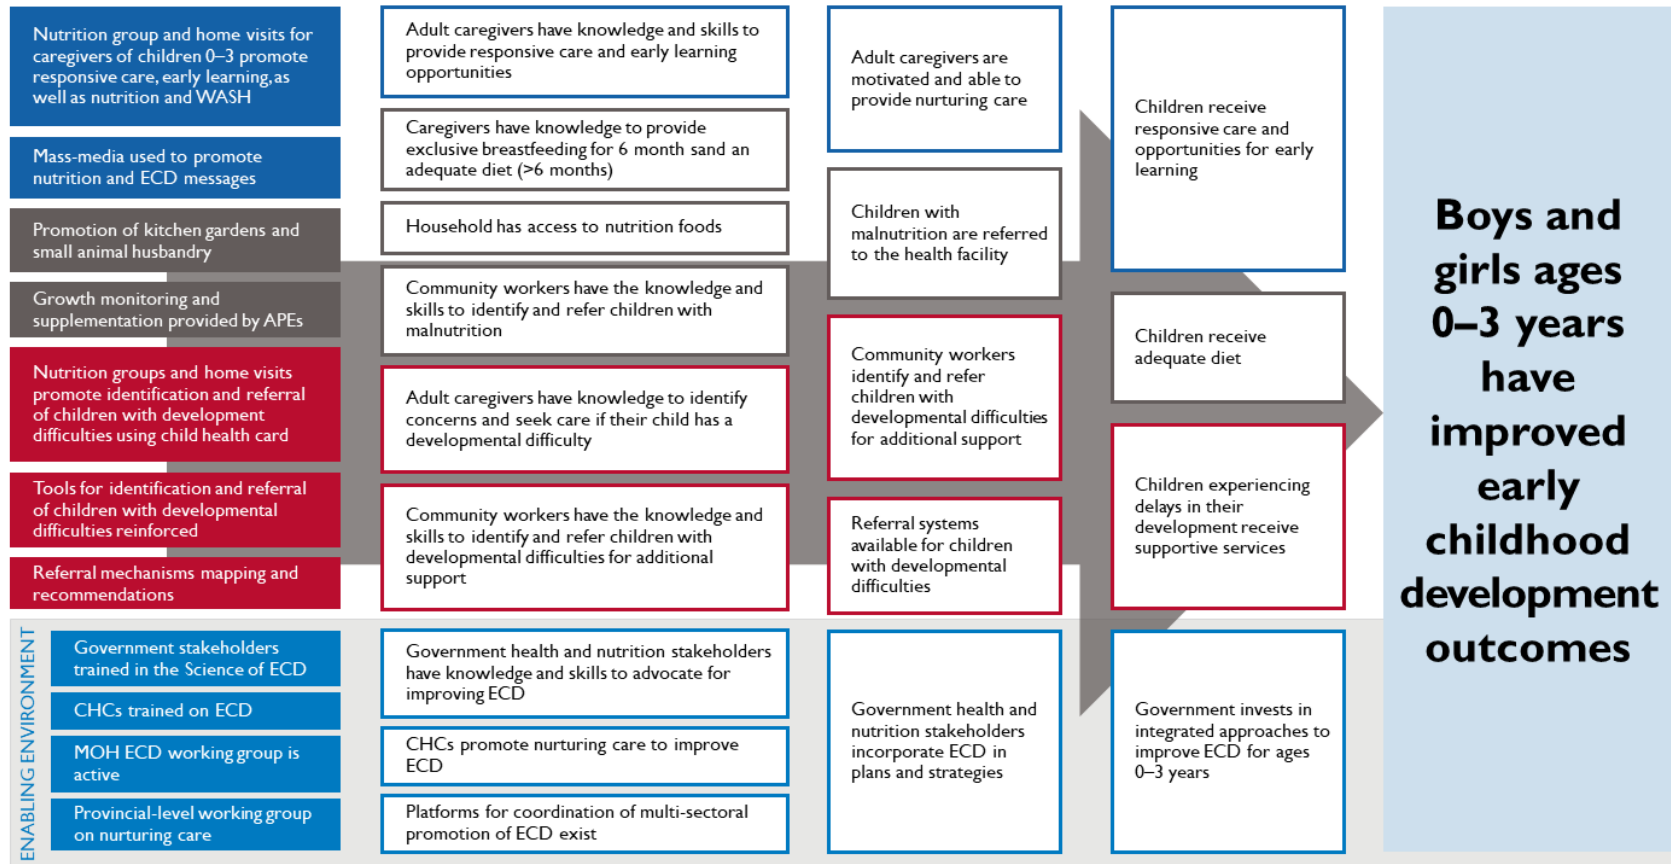 Nutrition group and home visits for
caregivers of children 0–3 promote
responsive care, early learning, as
well as nutrition and WASH
Mass-media used to promote
nutrition and ECD messages
Promotion of kitchen gardens and
small animal husbandry
Growth monitoring and
supplementation provided by APEs
Nutrition groups and home visits
promote identification and referral
of children with development
difficulties using child health card
Tools for identification and referral
of children with developmental
difficulties reinforced
Referral mechanisms mapping and
recommendations
Adult caregivers have knowledge and skills to
provide responsive care and early learning
opportunities
Caregivers have knowledge to provide
exclusive breastfeeding for 6 month sand an
adequate diet (>6 months)
Household has access to nutrition foods
Community workers have the knowledge and
skills to identify and refer children with
malnutrition
Adult caregivers have knowledge to identify
concerns and seek care if their child has a
developmental difficulty
Community workers have the knowledge and
skills to identify and refer children with
developmental difficulties for additional
support
Adult caregivers are
motivated and able to
provide nurturing care
Children with
malnutrition are referred
to the health facility
Community workers
identify and refer
children with
developmental difficulties
for additional support
Referral systems
available for children
with developmental
difficulties
Children receive
responsive care and
opportunities for early
learning
Children receive
adequate diet
Children experiencing
delays in their
development receive
supportive services
ENABLING ENVIRONMENT
Government stakeholders
trained in the Science of ECD
CHCs trained on ECD
MOH ECD working group is
active
Provincial-level working group
on nurturing care
Government health and nutrition stakeholders
have knowledge and skills to advocate for
improving ECD
CHCs promote nurturing care to improve
ECD
Platforms for coordination of multi-sectoral
promotion of ECD exist
Government health and
nutrition stakeholders
incorporate ECD in
plans and strategies
Government invests in
integrated approaches to
improve ECD for ages
0–3 years
Boys and
girls ages
0–3 years
have
improved
early
childhood
development
outcomes